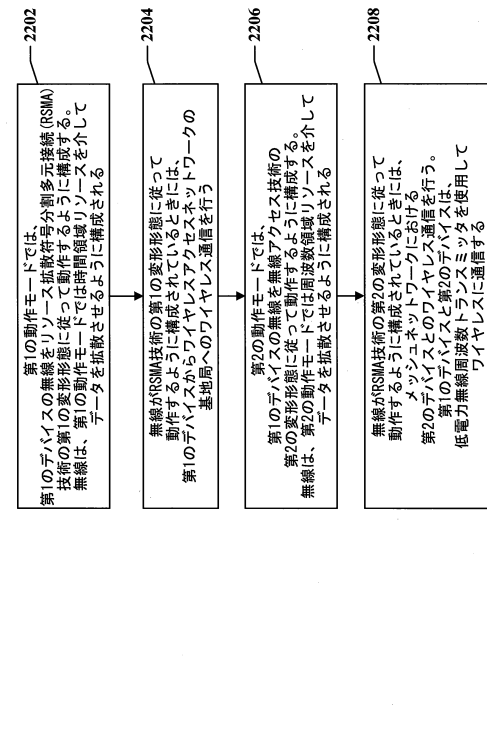 2202
第1の動作モードでは、
第1のデバイスの無線をリソース拡散符号分割多元接続(RSMA)
技術の第1の変形形態に従って動作するように構成する。
無線は、第1の動作モードでは時間領域リソースを介して
データを拡散させるように構成される
2204
無線がRSMA技術の第1の変形形態に従って
動作するように構成されているときには、
第1のデバイスからワイヤレスアクセスネットワークの
基地局へのワイヤレス通信を行う
2206
第2の動作モードでは、
第1のデバイスの無線を無線アクセス技術の
第2の変形形態に従って動作するように構成する。
無線は、第2の動作モードでは周波数領域リソースを介して
データを拡散させるように構成される
2208
無線がRSMA技術の第2の変形形態に従って
動作するように構成されているときには、
メッシュネットワークにおける
第2のデバイスとのワイヤレス通信を行う。
第1のデバイスと第2のデバイスは、
低電力無線周波数トランスミッタを使用して
ワイヤレスに通信する